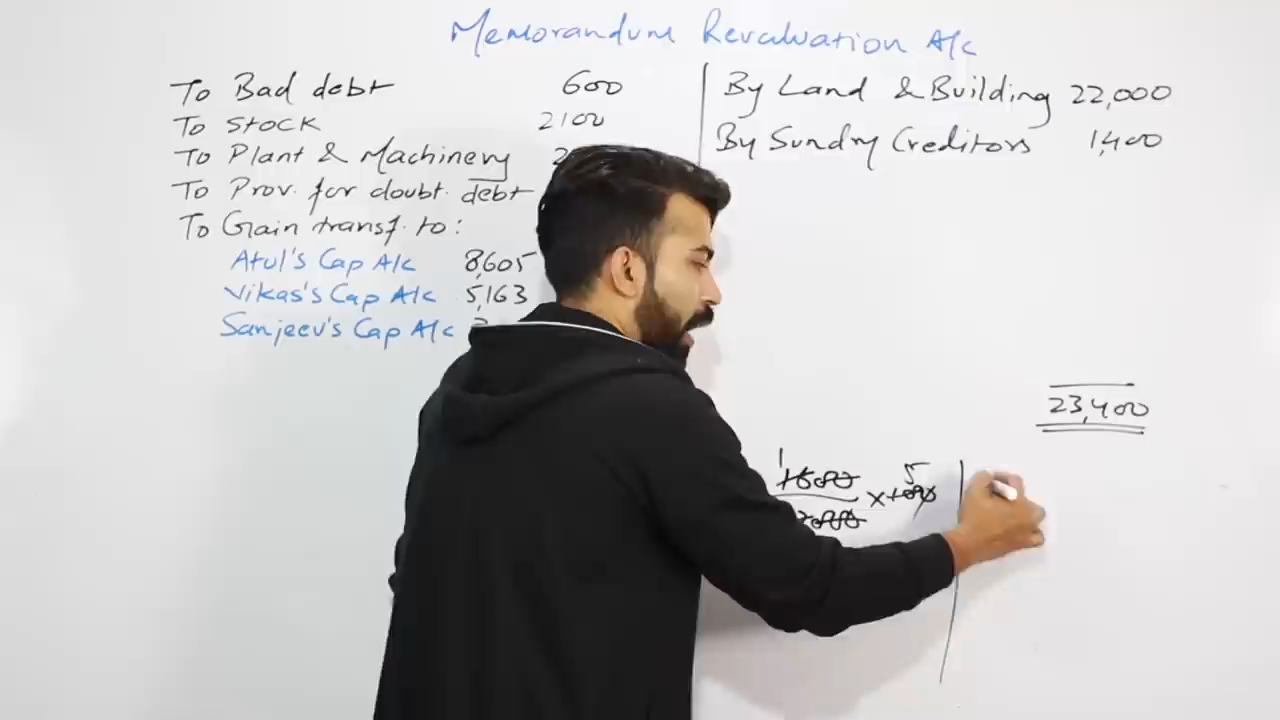 Memorandum Revaluation A/c
To Bad debt 600
To Stock 2100
To Plant & Machinery
To Prov. for doubt. debt
To Gain transf. to:
Atul's Cap A/c 8,605
Vikas's Cap A/c 5,163
Sanjeev's Cap A/c
By Land & Building 22,000
By Sundry Creditors 1,400
23,400
1
5
×